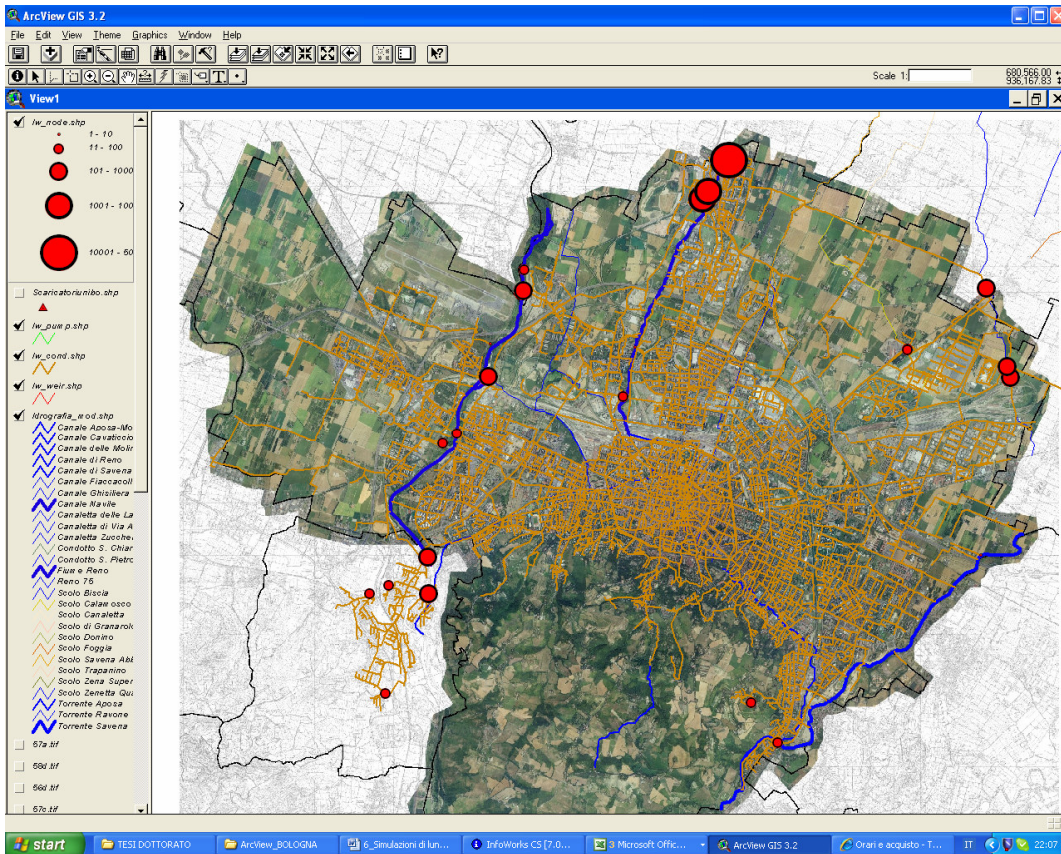 ArcView GIS 3.2
File Edit View Theme Graphics Window Help
Scale 1:
680,566.00
936,167.83
View1
Iw_node.shp
1 - 10
11 - 100
101 - 1000
1001 - 100
10001 - 50
Scaricatoriunibo.shp
Iw_pump.shp
Iw_cond.shp
Iw_weir.shp
Idrografia_mod.shp
Canale Aposa-Mo
Canale Cavaticcio
Canale delle Molin
Canale di Reno
Canale di Savena
Canale Fiaccacoll
Canale Ghisiliera
Canale Navile
Canaletta delle La
Canaletta di Via A
Canaletta Zucche
Condotto S. Chiar
Condotto S. Pietro
Fiume Reno
Reno 76
Scolo Biscia
Scolo Calamosco
Scolo Canaletta
Scolo di Granarolo
Scolo Donino
Scolo Foggia
Scolo Savena Abb
Scolo Trapanino
Scolo Zena Super
Scolo Zenetta Qua
Torrente Aposa
Torrente Ravone
Torrente Savena
57a.tif
58d.tif
56d.tif
57c.tif
start
TESI DOTTORATO
ArcView_BOLOGNA
6_Simulazioni di lun...
InfoWorks CS [7.0...
3 Microsoft Offic...
ArcView GIS 3.2
Orari e acquisto - T...
IT
22:07